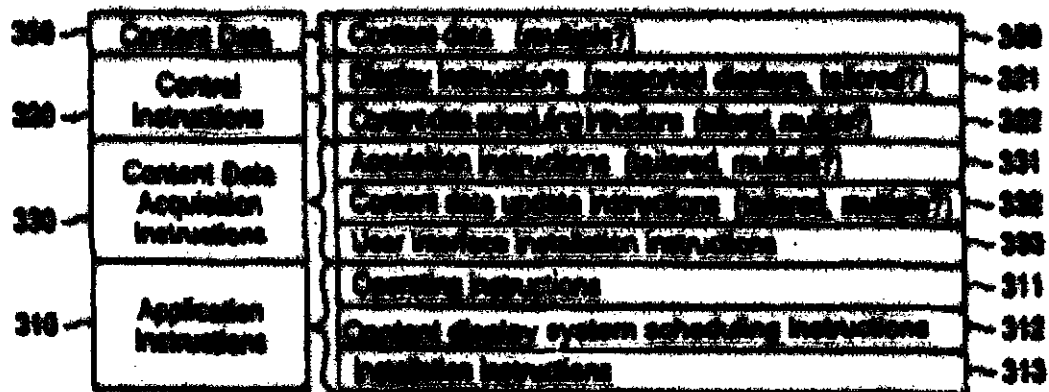 350 Content Data
320 Control Instructions
330 Content Data Acquisition Instructions
310 Application Instructions
Content data (multiple?) 350
Display instructions (supported displays, tailored?) 321
Content data scheduling instructions (tailored, multiple?) 322
Acquisition instructions (tailored, multiple?) 331
Content data update instructions (tailored, multiple?) 332
User interface installation instructions 333
Operating instructions 311
Content display system scheduling instructions 312
Installation instructions 313